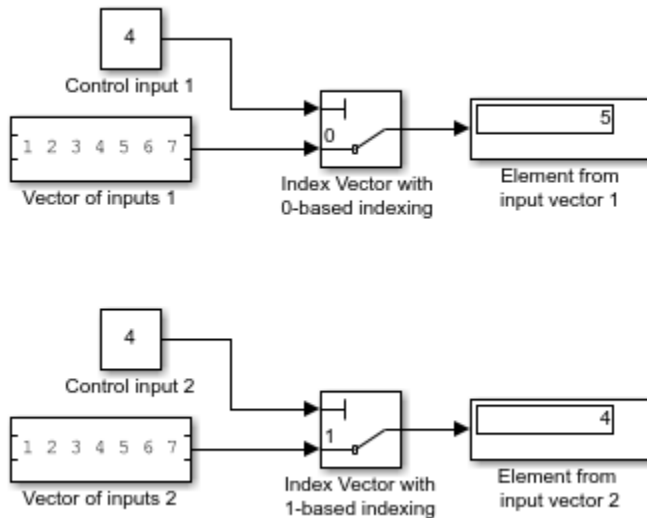 4
Control input 1
1 2 3 4 5 6 7
Vector of inputs 1
0
Index Vector with
0-based indexing
5
Element from
input vector 1
4
Control input 2
1 2 3 4 5 6 7
Vector of inputs 2
1
Index Vector with
1-based indexing
4
Element from
input vector 2